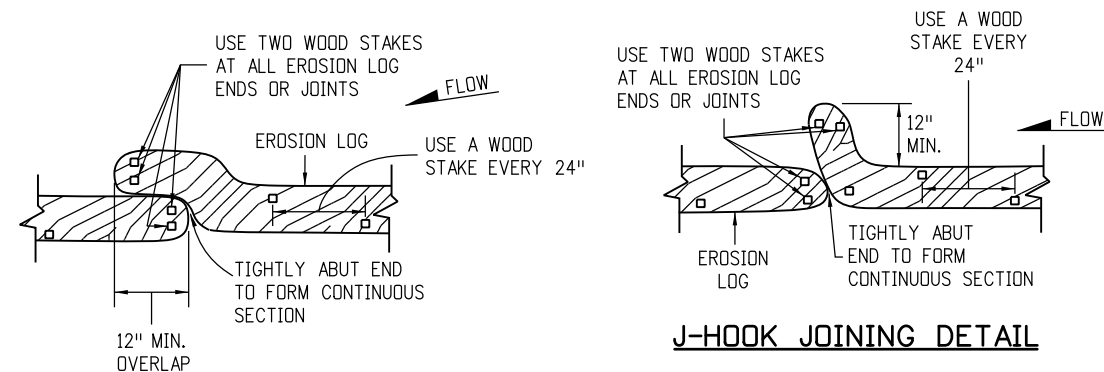 USE TWO WOOD STAKES
AT ALL EROSION LOG
ENDS OR JOINTS
FLOW
EROSION LOG
USE A WOOD
STAKE EVERY 24"
TIGHTLY ABUT END
TO FORM CONTINUOUS
SECTION
12" MIN.
OVERLAP
USE A WOOD
STAKE EVERY
24"
USE TWO WOOD STAKES
AT ALL EROSION LOG
ENDS OR JOINTS
12"
MIN.
FLOW
EROSION
LOG
TIGHTLY ABUT
END TO FORM
CONTINUOUS SECTION
J-HOOK JOINING DETAIL